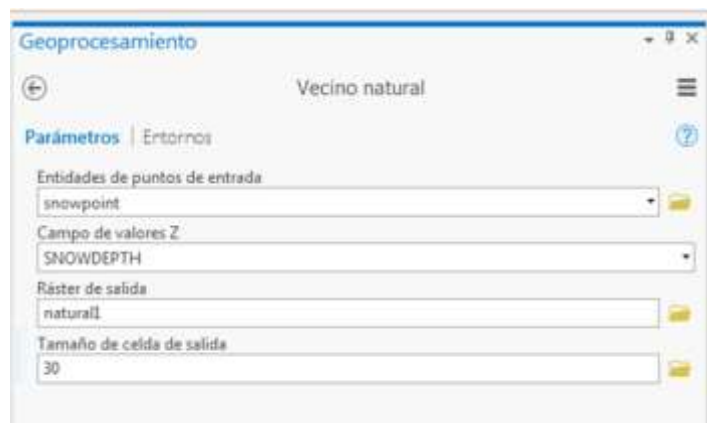 Geoprocesamiento
Vecino natural
Parámetros | Entornos
Entidades de puntos de entrada
snowpoint
Campo de valores Z
SNOWDEPTH
Ráster de salida
natural1
Tamaño de celda de salida
30